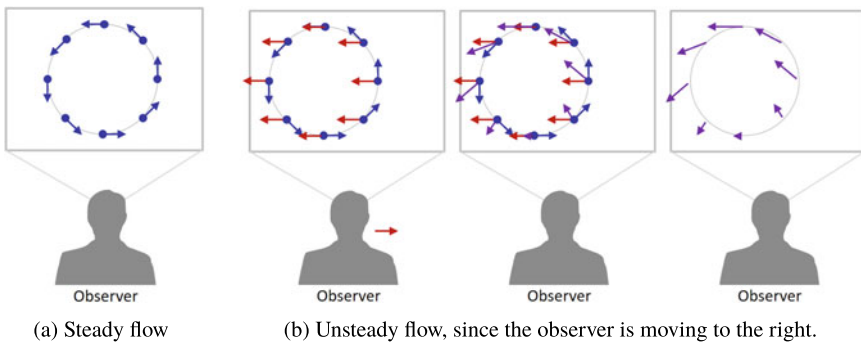 Observer
Observer
Observer
Observer
(a) Steady flow
(b) Unsteady flow, since the observer is moving to the right.